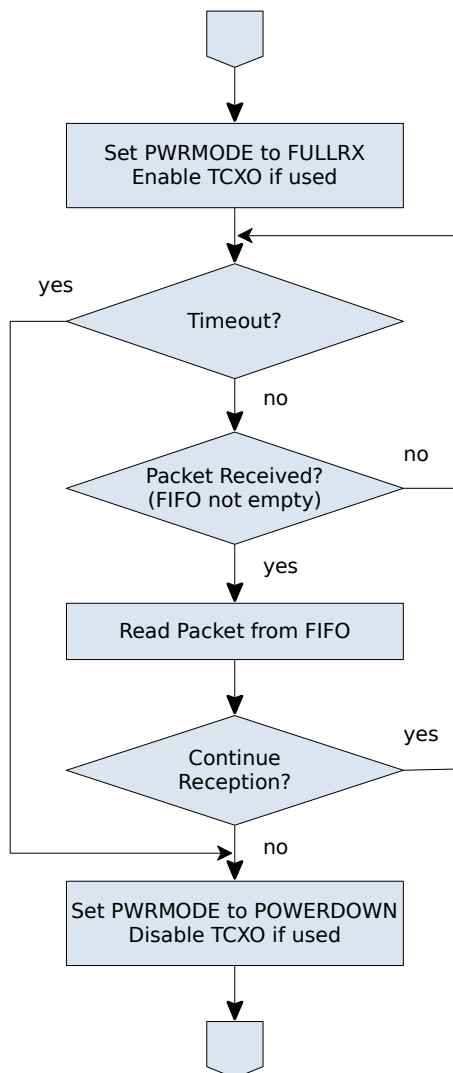 Set PWRMODE to FULLRX
Enable TCXO if used
yes
Timeout?
no
Packet Received?
(FIFO not empty)
no
yes
Read Packet from FIFO
Continue
Reception?
yes
no
Set PWRMODE to POWERDOWN
Disable TCXO if used